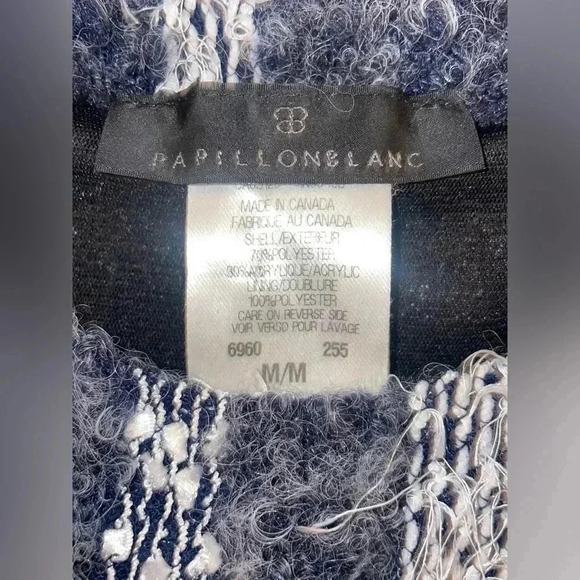 PAPILLONBLANC
MADE IN CANADA
FABRIQUE AU CANADA
SHELL/EXTERIEUR
70%POLYESTER
30%ACRYLIQUE/ACRYLIC
LINING/DOUBLURE
100%POLYESTER
CARE ON REVERSE SIDE
VOIR VERSO POUR LAVAGE
6960 255
M/M